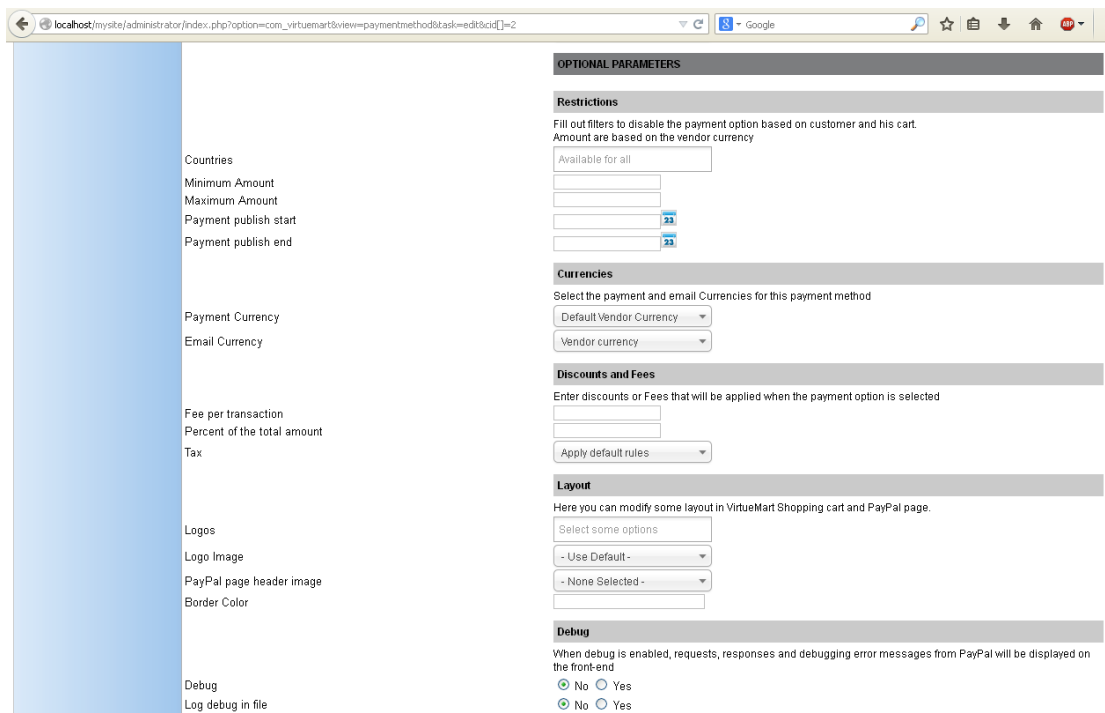 localhost/mysite/administrator/index.php?option=com_virtuemart&view=paymentmethod&task=edit&cid[]=2
8 Google
ABP
OPTIONAL PARAMETERS
Restrictions
Fill out filters to disable the payment option based on customer and his cart.
Amount are based on the vendor currency
Countries Available for all
Minimum Amount
Maximum Amount
Payment publish start 23
Payment publish end 23
Currencies
Select the payment and email Currencies for this payment method
Payment Currency Default Vendor Currency
Email Currency Vendor currency
Discounts and Fees
Enter discounts or Fees that will be applied when the payment option is selected
Fee per transaction
Percent of the total amount
Tax Apply default rules
Layout
Here you can modify some layout in VirtueMart Shopping cart and PayPal page.
Logos Select some options
Logo Image - Use Default -
PayPal page header image - None Selected -
Border Color
Debug
When debug is enabled, requests, responses and debugging error messages from PayPal will be displayed on
the front-end
Debug No Yes
Log debug in file No Yes